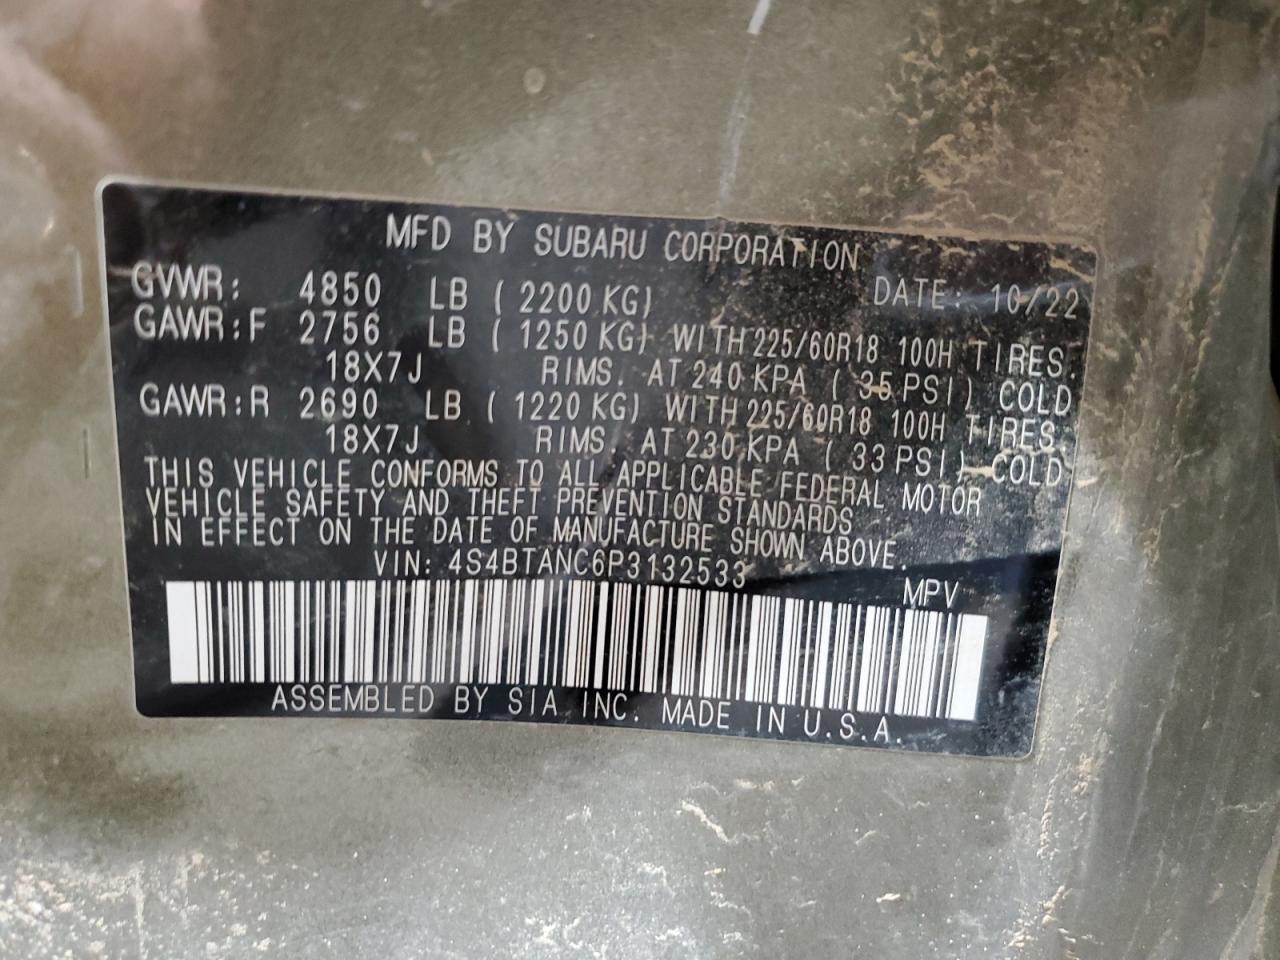 MFD BY SUBARU CORPORATION
GVWR: 4850 LB ( 2200 KG) DATE: 10/22
GAWR:F 2756 LB ( 1250 KG) WITH 225/60R18 100H TIRES,
18X7J RIMS. AT 240 KPA ( 35 PSI) COLD
GAWR:R 2690 LB ( 1220 KG) WITH 225/60R18 100H TIRES,
18X7J RIMS. AT 230 KPA ( 33 PSI) COLD
THIS VEHICLE CONFORMS TO ALL APPLICABLE FEDERAL MOTOR
VEHICLE SAFETY AND THEFT PREVENTION STANDARDS
IN EFFECT ON THE DATE OF MANUFACTURE SHOWN ABOVE.
VIN: 4S4BTANC6P3132533
MPV
ASSEMBLED BY SIA INC. MADE IN U.S.A.